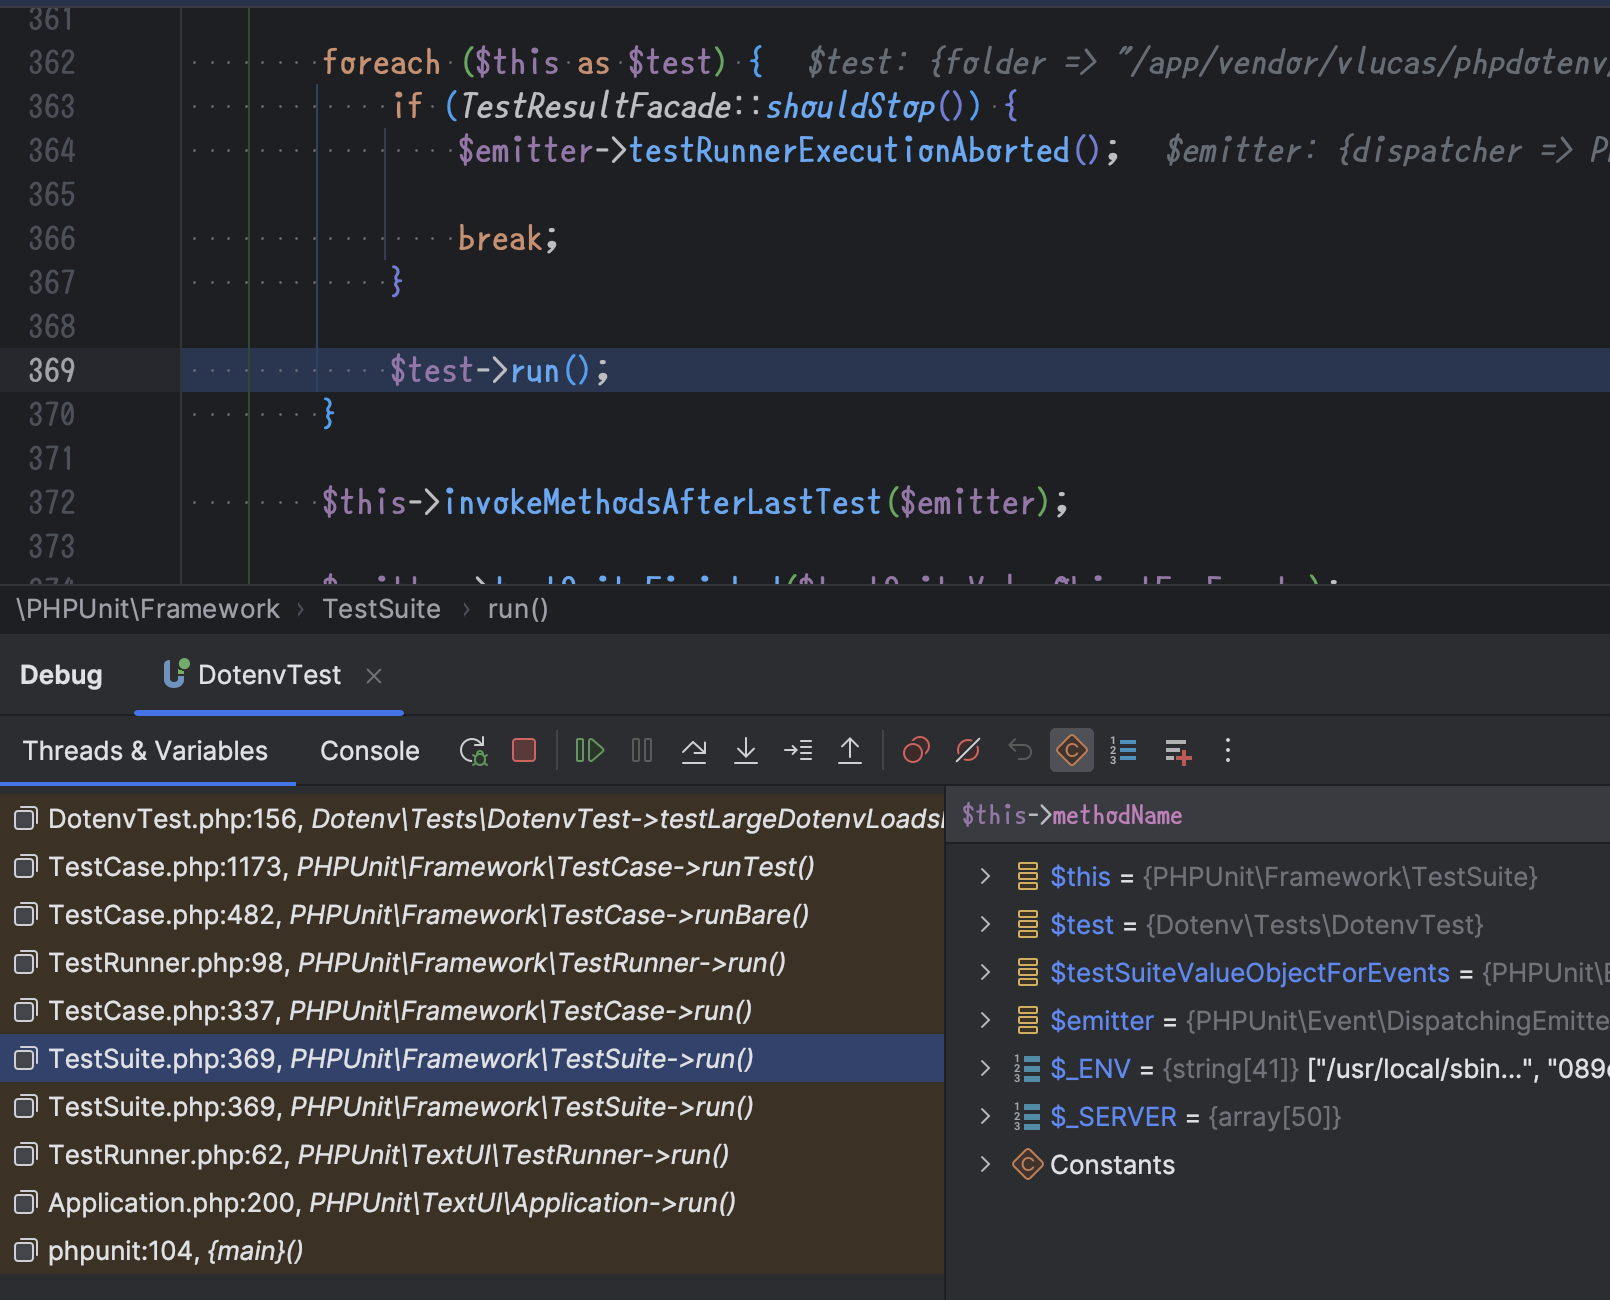 361
362 foreach ($this as $test) { $test: {folder => "/app/vendor/vlucas/phpdotenv/
363 if (TestResultFacade::shouldStop()) {
364 $emitter->testRunnerExecutionAborted(); $emitter: {dispatcher =>
365
366 break;
367 }
368
369 $test->run();
370 }
371
372 $this->invokeMethodsAfterLastTest($emitter);
373
\PHPUnit\Framework › TestSuite › run()
Debug DotenvTest
Threads & Variables Console
DotenvTest.php:156, Dotenv\Tests\DotenvTest->testLargeDotenvLoads
TestCase.php:1173, PHPUnit\Framework\TestCase->runTest()
TestCase.php:482, PHPUnit\Framework\TestCase->runBare()
TestRunner.php:98, PHPUnit\Framework\TestRunner->run()
TestCase.php:337, PHPUnit\Framework\TestCase->run()
TestSuite.php:369, PHPUnit\Framework\TestSuite->run()
TestSuite.php:369, PHPUnit\Framework\TestSuite->run()
TestRunner.php:62, PHPUnit\TextUI\TestRunner->run()
Application.php:200, PHPUnit\TextUI\Application->run()
phpunit:104, {main}()
$this->methodName
$this = {PHPUnit\Framework\TestSuite}
$test = {Dotenv\Tests\DotenvTest}
$testSuiteValueObjectForEvents = {PHPUnit\
$emitter = {PHPUnit\Event\DispatchingEmitte
$_ENV = {string[41]} ["/usr/local/sbin...", "089
$_SERVER = {array[50]}
Constants